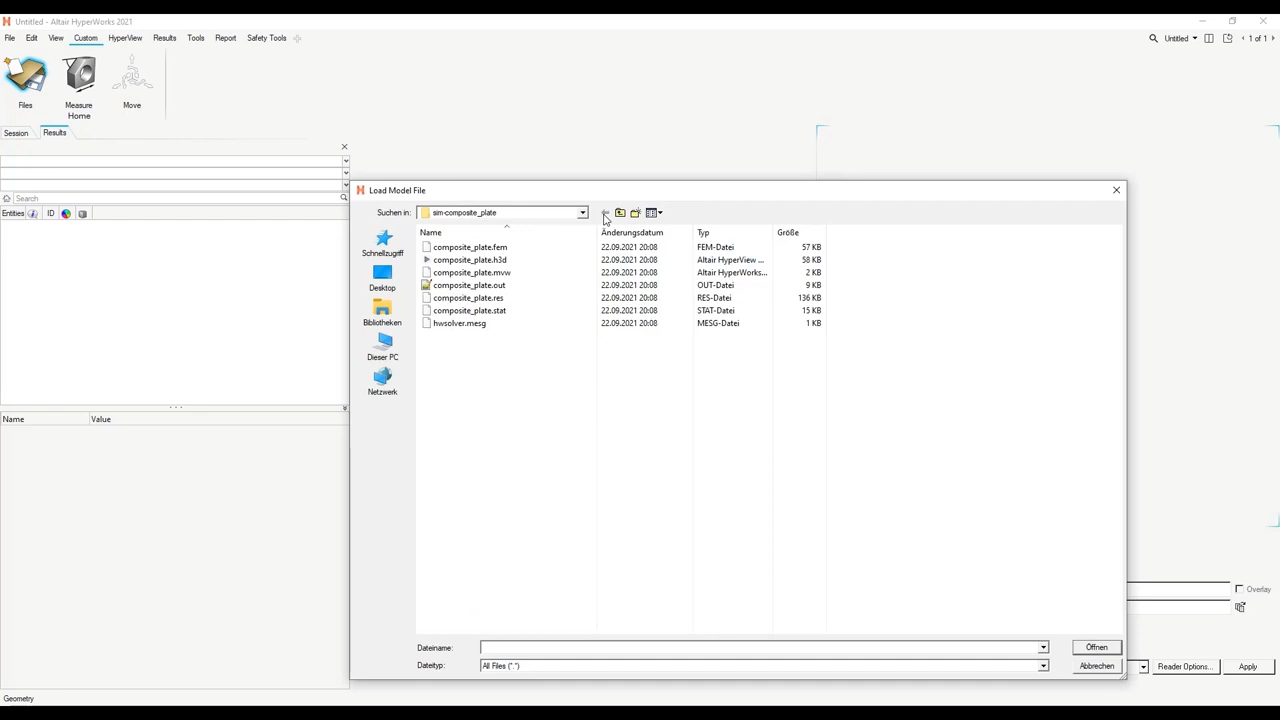 Untitled - Altair HyperWorks 2021
File Edit View Custom HyperView Results Tools Report Safety Tools
Untitled 1 of 1
Files Measure Move
Home
Session Results
Search
Entities ID
Name Value
Load Model File
Suchen in: sim-composite_plate
Name Änderungsdatum Typ Größe
composite_plate.fem 22.09.2021 20:08 FEM-Datei 57 KB
composite_plate.h3d 22.09.2021 20:08 Altair HyperView ... 58 KB
composite_plate.mvw 22.09.2021 20:08 Altair HyperWorks... 2 KB
composite_plate.out 22.09.2021 20:08 OUT-Datei 9 KB
composite_plate.res 22.09.2021 20:08 RES-Datei 136 KB
composite_plate.stat 22.09.2021 20:08 STAT-Datei 15 KB
hwsolver.mesg 22.09.2021 20:08 MESG-Datei 1 KB
Schnellzugriff
Desktop
Bibliotheken
Dieser PC
Netzwerk
Dateiname: Öffnen
Dateityp: All Files (*.*) Abbrechen
Overlay
Reader Options... Apply
Geometry